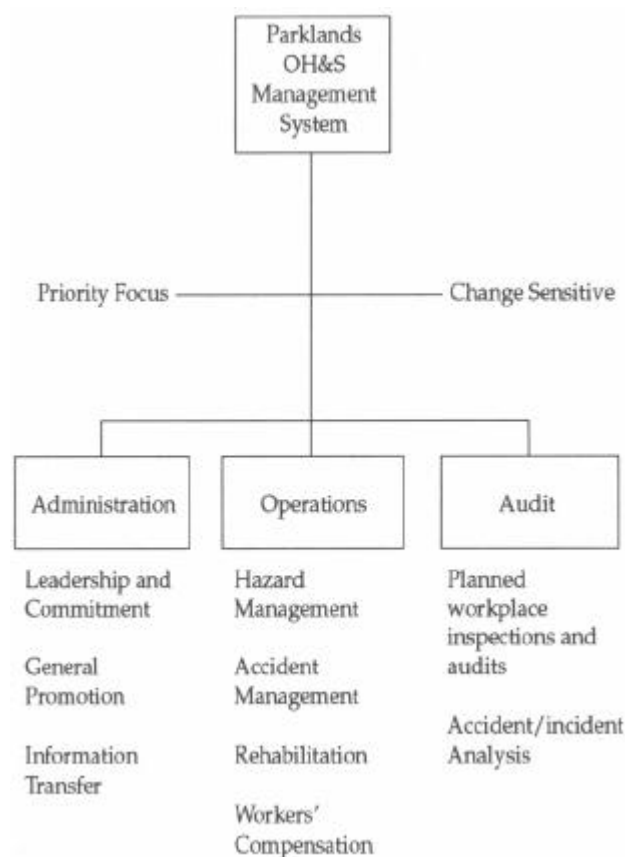 Parklands
OH&S
Management
System
Priority Focus
Change Sensitive
Administration
Operations
Audit
Leadership and
Commitment
General
Promotion
Information
Transfer
Hazard
Management
Accident
Management
Rehabilitation
Workers'
Compensation
Planned
workplace
inspections and
audits
Accident/incident
Analysis